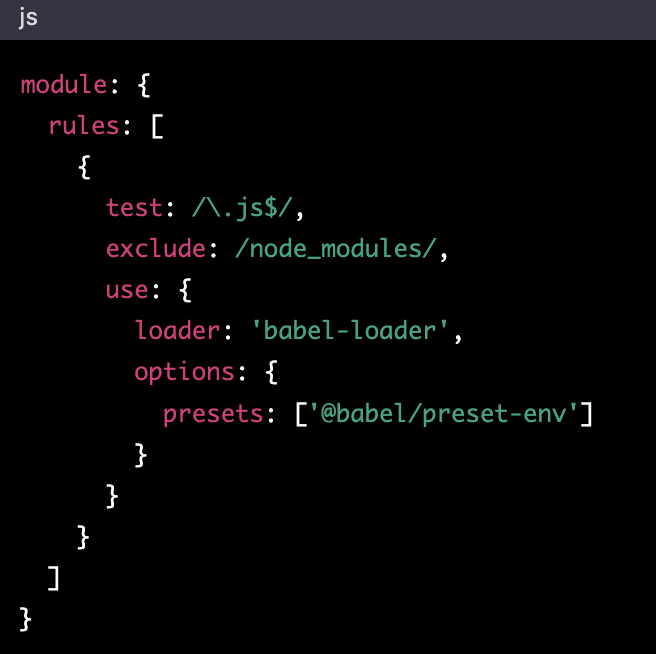 js
module: {
  rules: [
    {
      test: /\.js$/,
      exclude: /node_modules/,
      use: {
        loader: 'babel-loader',
        options: {
          presets: ['@babel/preset-env']
        }
      }
    }
  ]
}